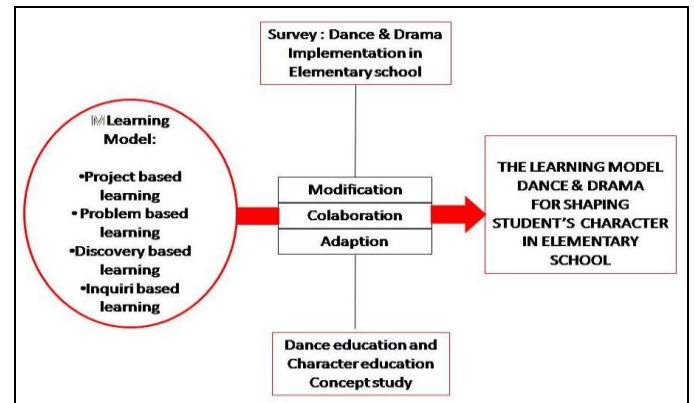 Survey : Dance & Drama
Implementation in
Elementary school
Learning
Model:
•Project based
learning
•Problem based
learning
•Discovery based
learning
•Inquiri based
learning
Modification
Colaboration
Adaption
THE LEARNING MODEL
DANCE & DRAMA
FOR SHAPING
STUDENT'S CHARACTER
IN ELEMENTARY
SCHOOL
Dance education and
Character education
Concept study